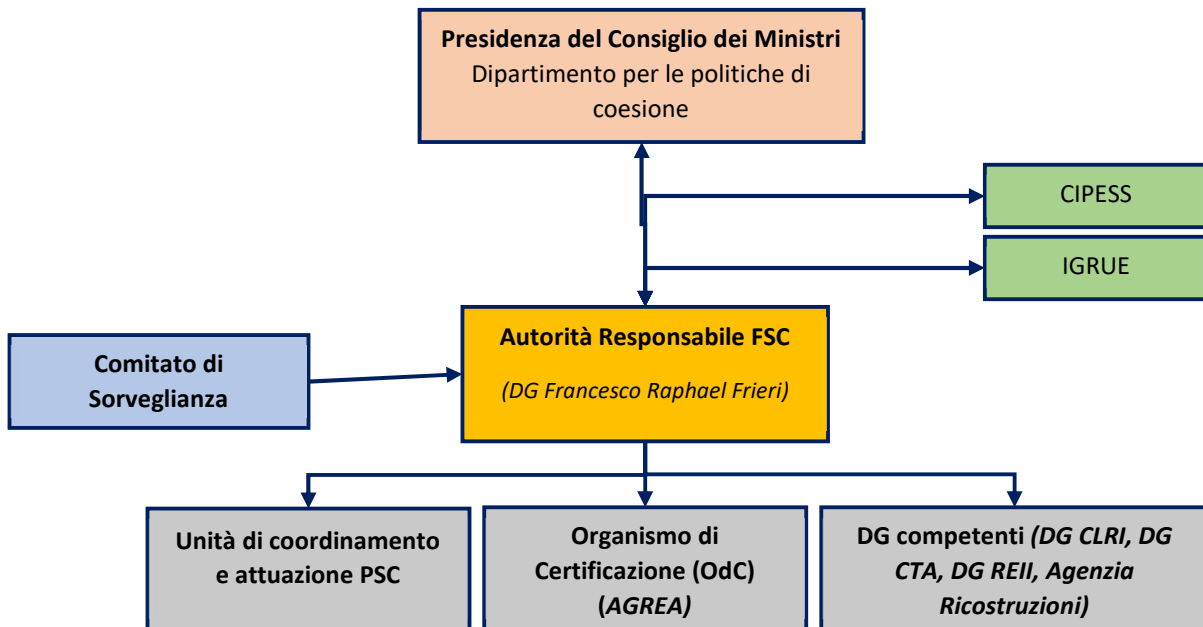 Presidenza del Consiglio dei Ministri
Dipartimento per le politiche di
coesione
CIPESS
IGRUE
Autorità Responsabile FSC
(DG Francesco Raphael Frieri)
Comitato di
Sorveglianza
Unità di coordinamento
e attuazione PSC
Organismo di
Certificazione (OdC)
(AGREA)
DG competenti (DG CLRI, DG
CTA, DG REII, Agenzia
Ricostruzioni)